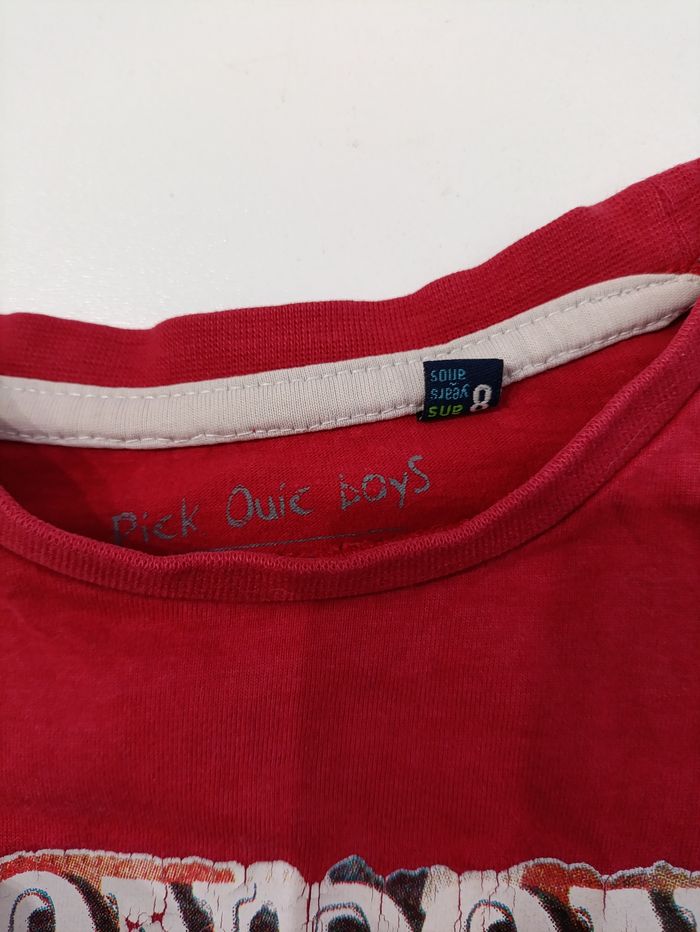 8 ans
years
años
Pick Ouic boys